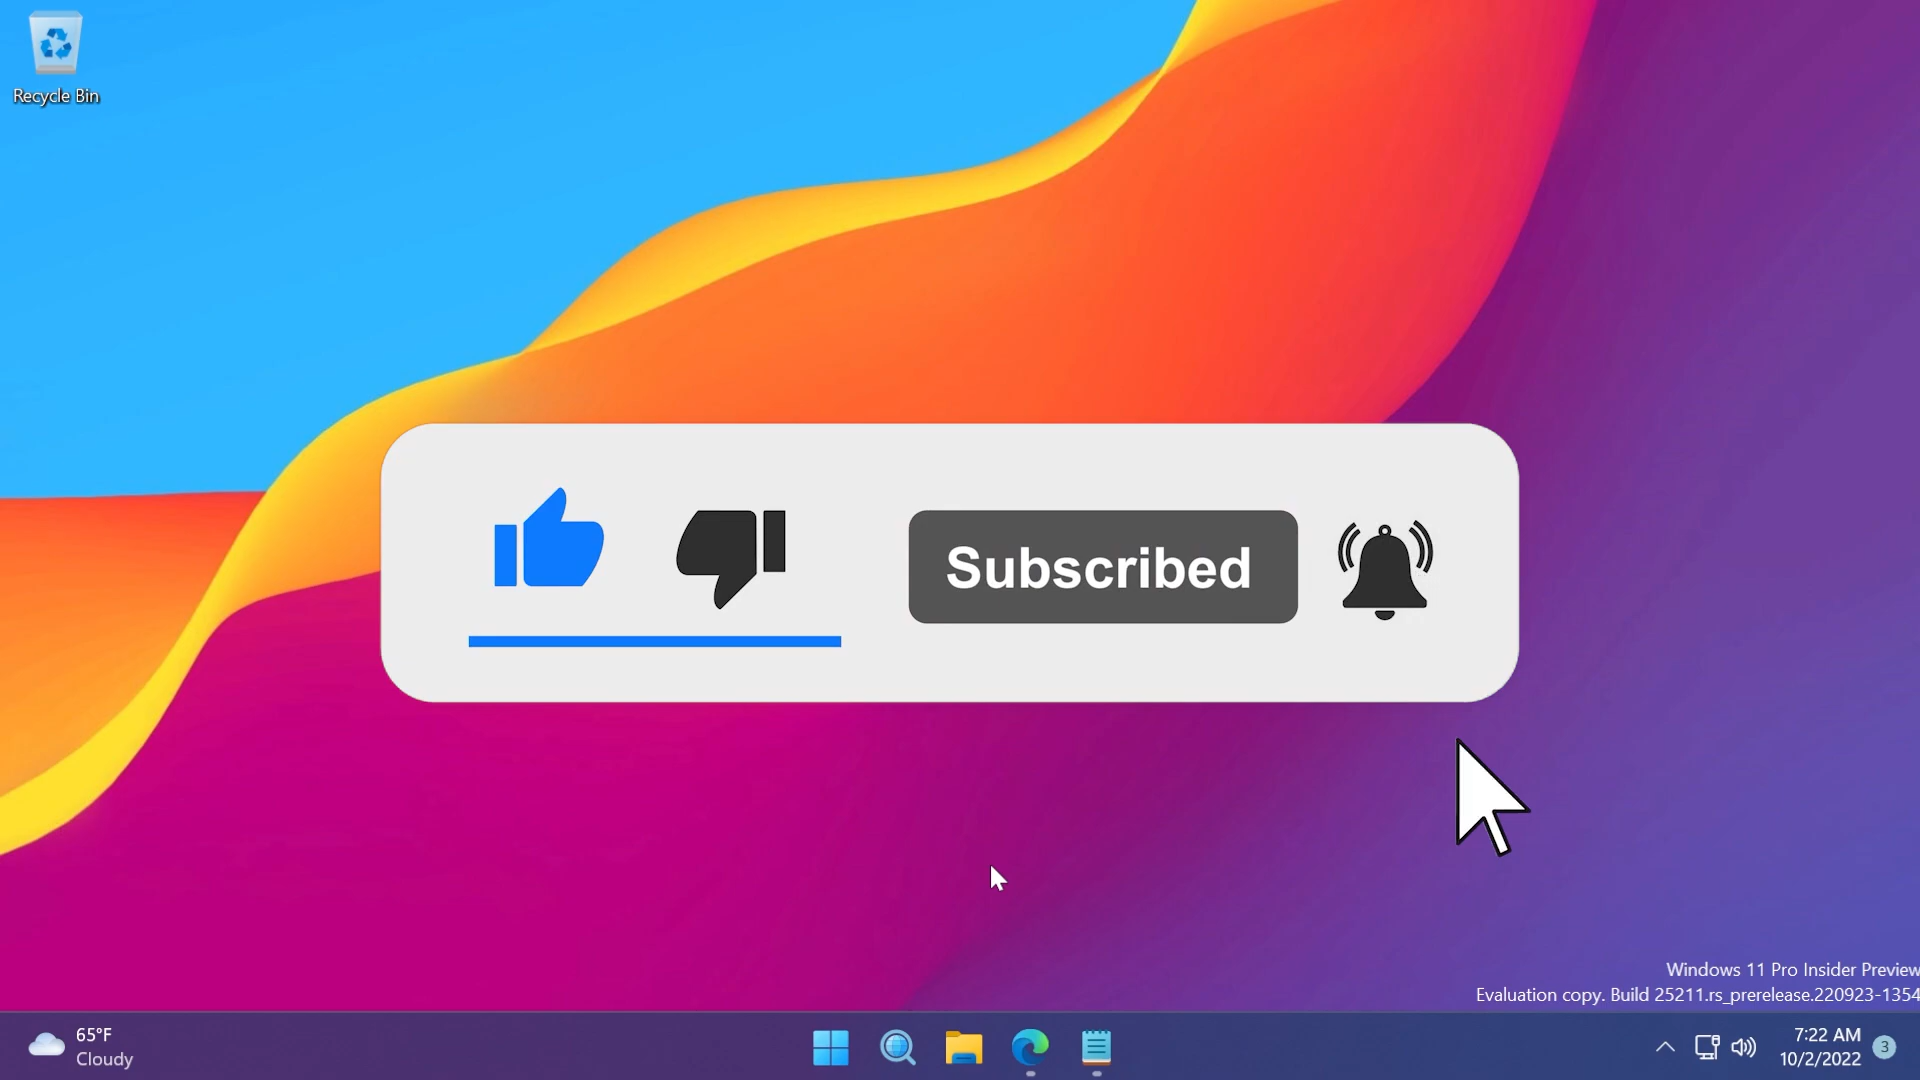 Recycle Bin
Subscribed
Windows 11 Pro Insider Preview
Evaluation copy. Build 25211.rs_prerelease.220923-1354
65°F
Cloudy
7:22 AM
10/2/2022
3